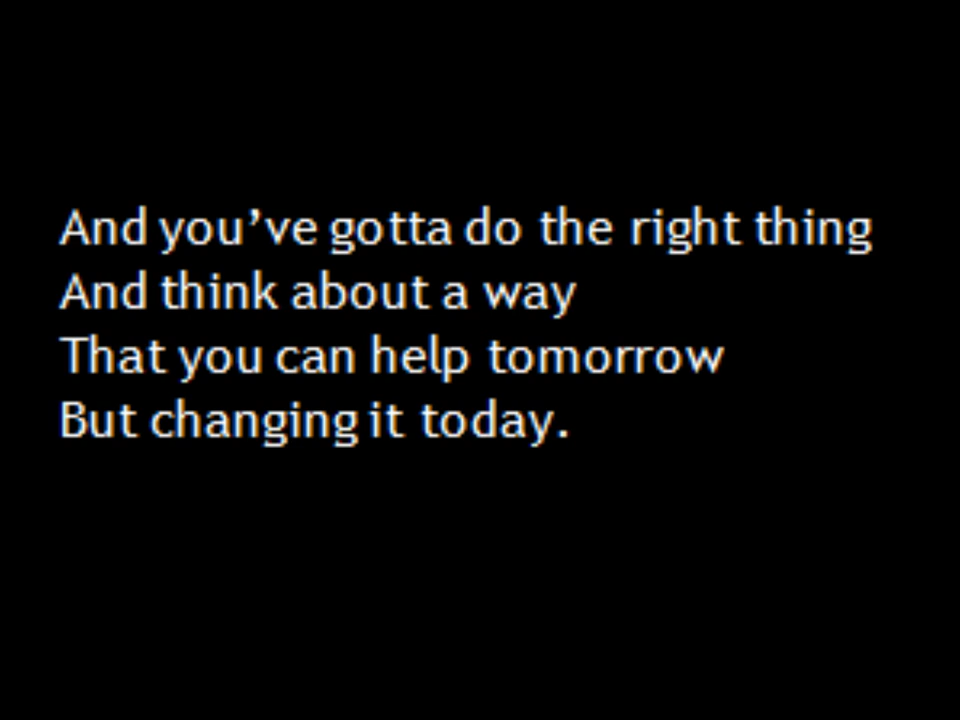 And you’ve gotta do the right thing
And think about a way
That you can help tomorrow
But changing it today.